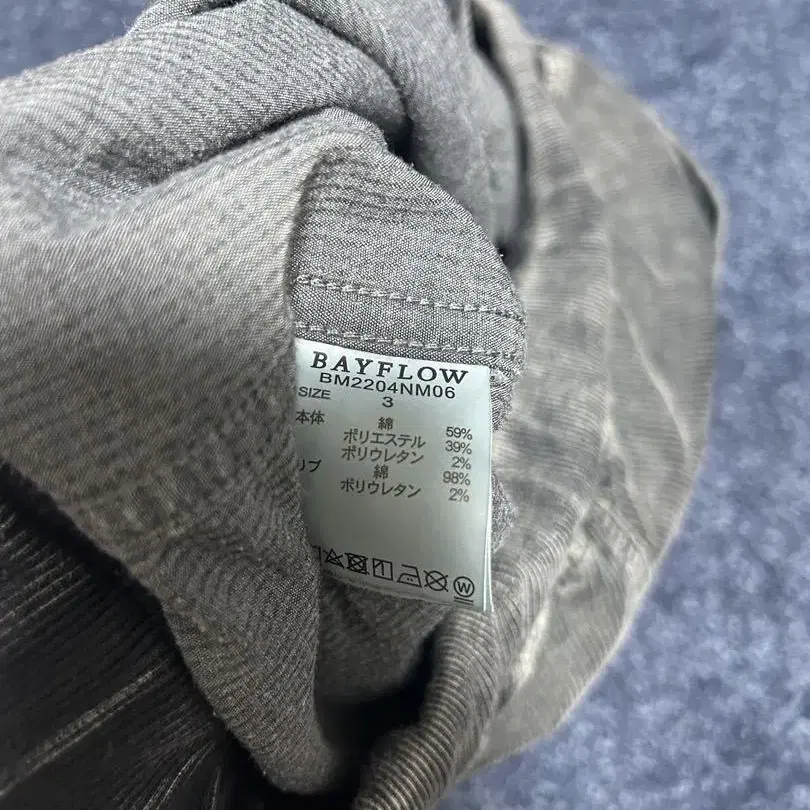 BAYFLOW
BM2204NM06
SIZE 3
本体 綿 59%
ポリエステル 39%
ポリウレタン 2%
リブ 綿 98%
ポリウレタン 2%
W